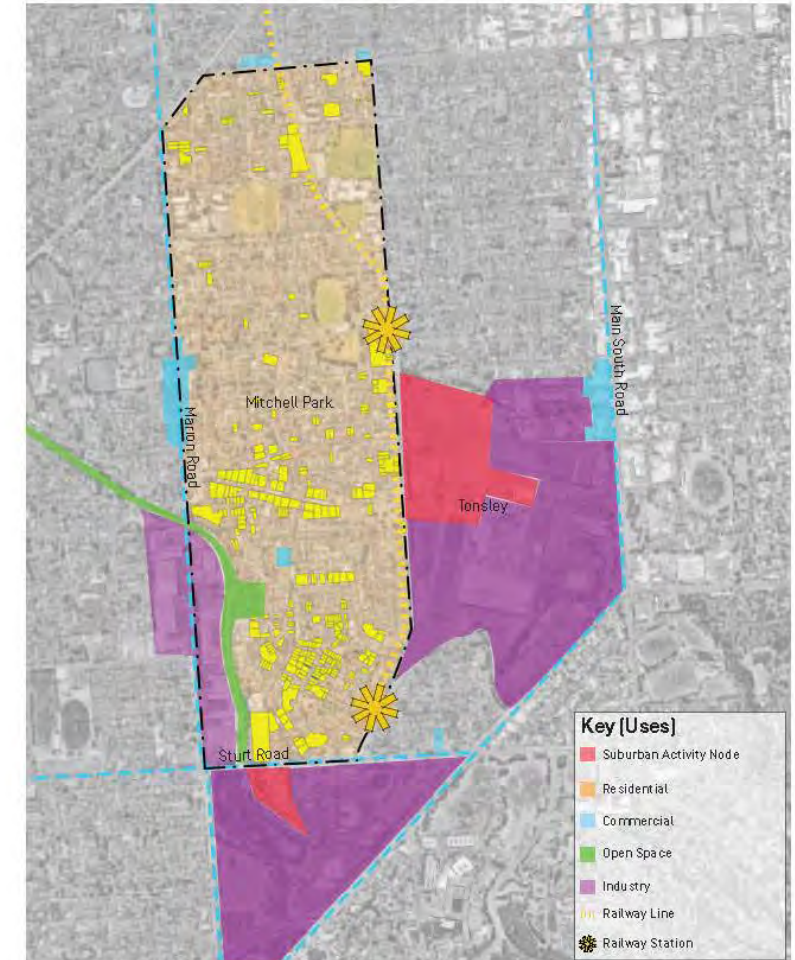 Main South Road
Mitchell Park
Marion Road
Tonsley
Sturt Road
Key (Uses)
Suburban Activity Node
Residential
Commercial
Open Space
Industry
Railway Line
Railway Station